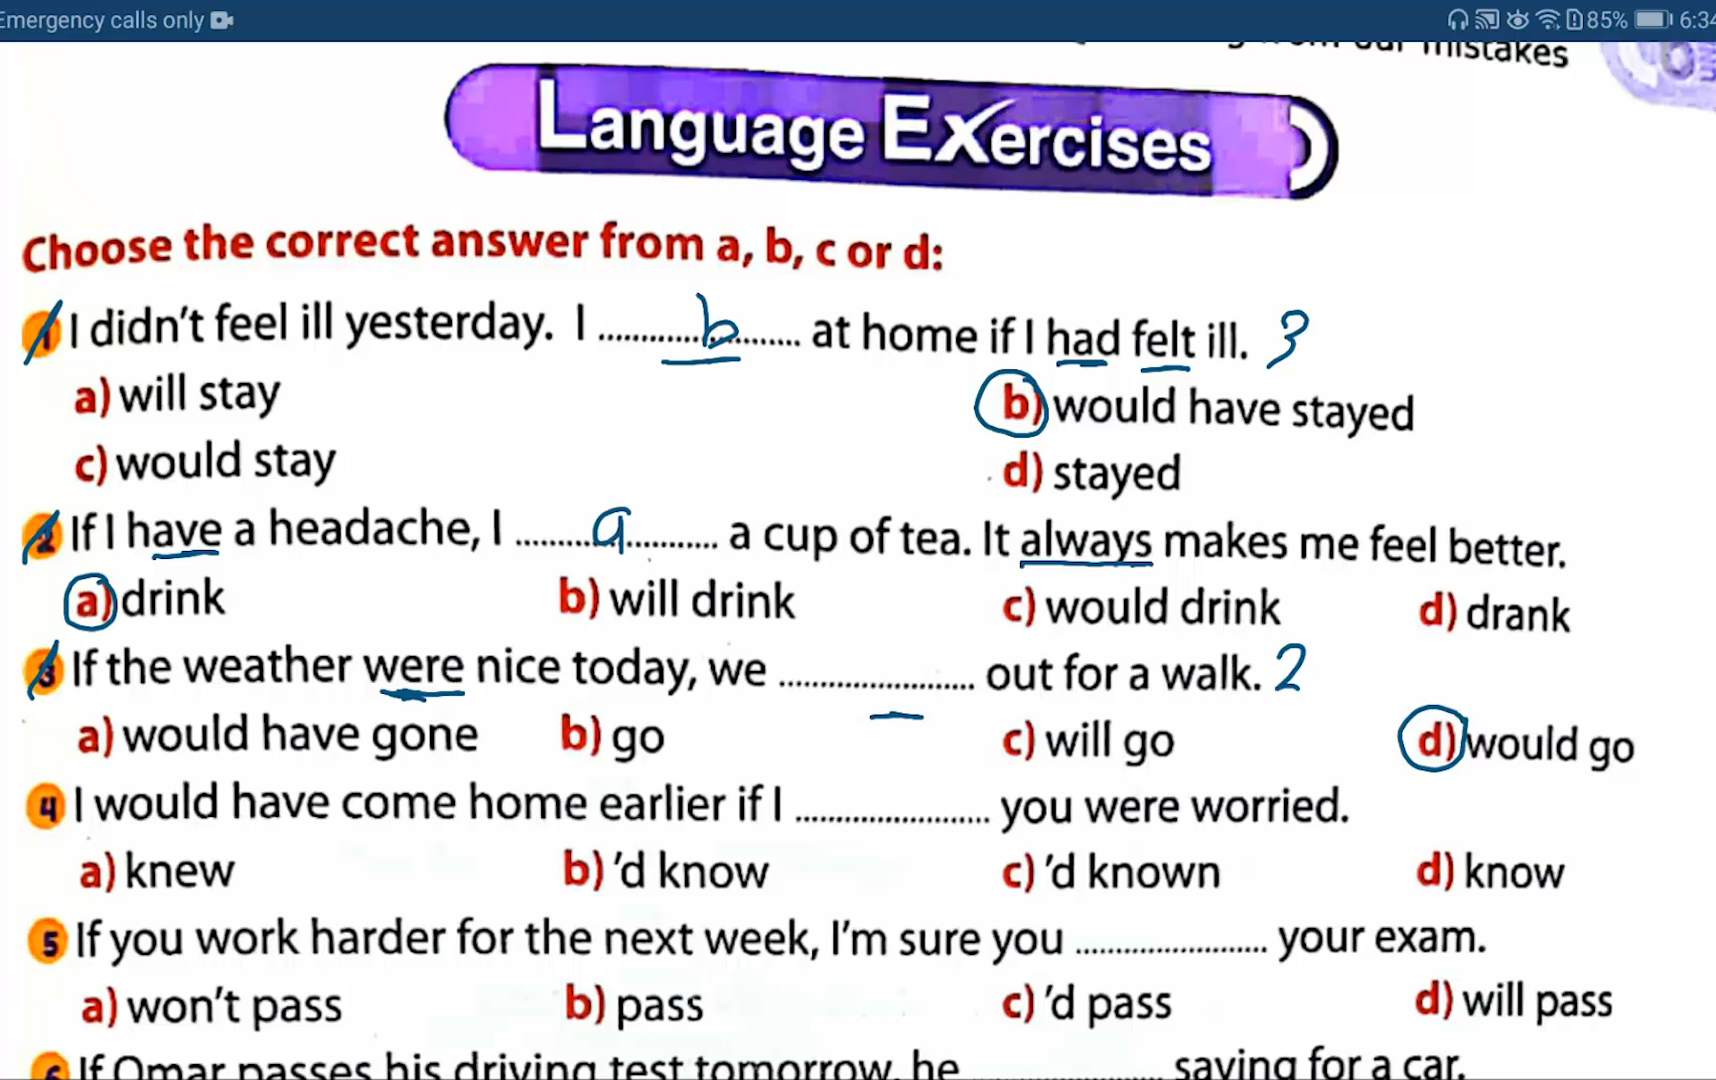 Emergency calls only
85% 6:34
our mistakes
Language Exercises
Choose the correct answer from a, b, c or d:
1 I didn't feel ill yesterday. I ..........b.......... at home if I had felt ill. 3
a) will stay b) would have stayed
c) would stay d) stayed
2 If I have a headache, I ..........a.......... a cup of tea. It always makes me feel better.
a) drink b) will drink c) would drink d) drank
3 If the weather were nice today, we .................... out for a walk. 2
a) would have gone b) go c) will go d) would go
4 I would have come home earlier if I .................... you were worried.
a) knew b) 'd know c) 'd known d) know
5 If you work harder for the next week, I'm sure you .................... your exam.
a) won't pass b) pass c) 'd pass d) will pass
6 If Omar passes his driving test tomorrow, he .................... saving for a car.